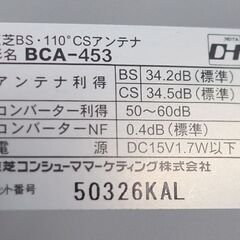 芝BS・110°CSアンテナ
名 BCA-453
アンテナ利得 BS 34.2dB(標準)
CS 34.5dB(標準)
コンバーター利得 50〜60dB
コンバーターNF 0.4dB(標準)
電源 DC15V1.7W以下
芝コンシューママーケティング株式会社
ット番号 50326KAL